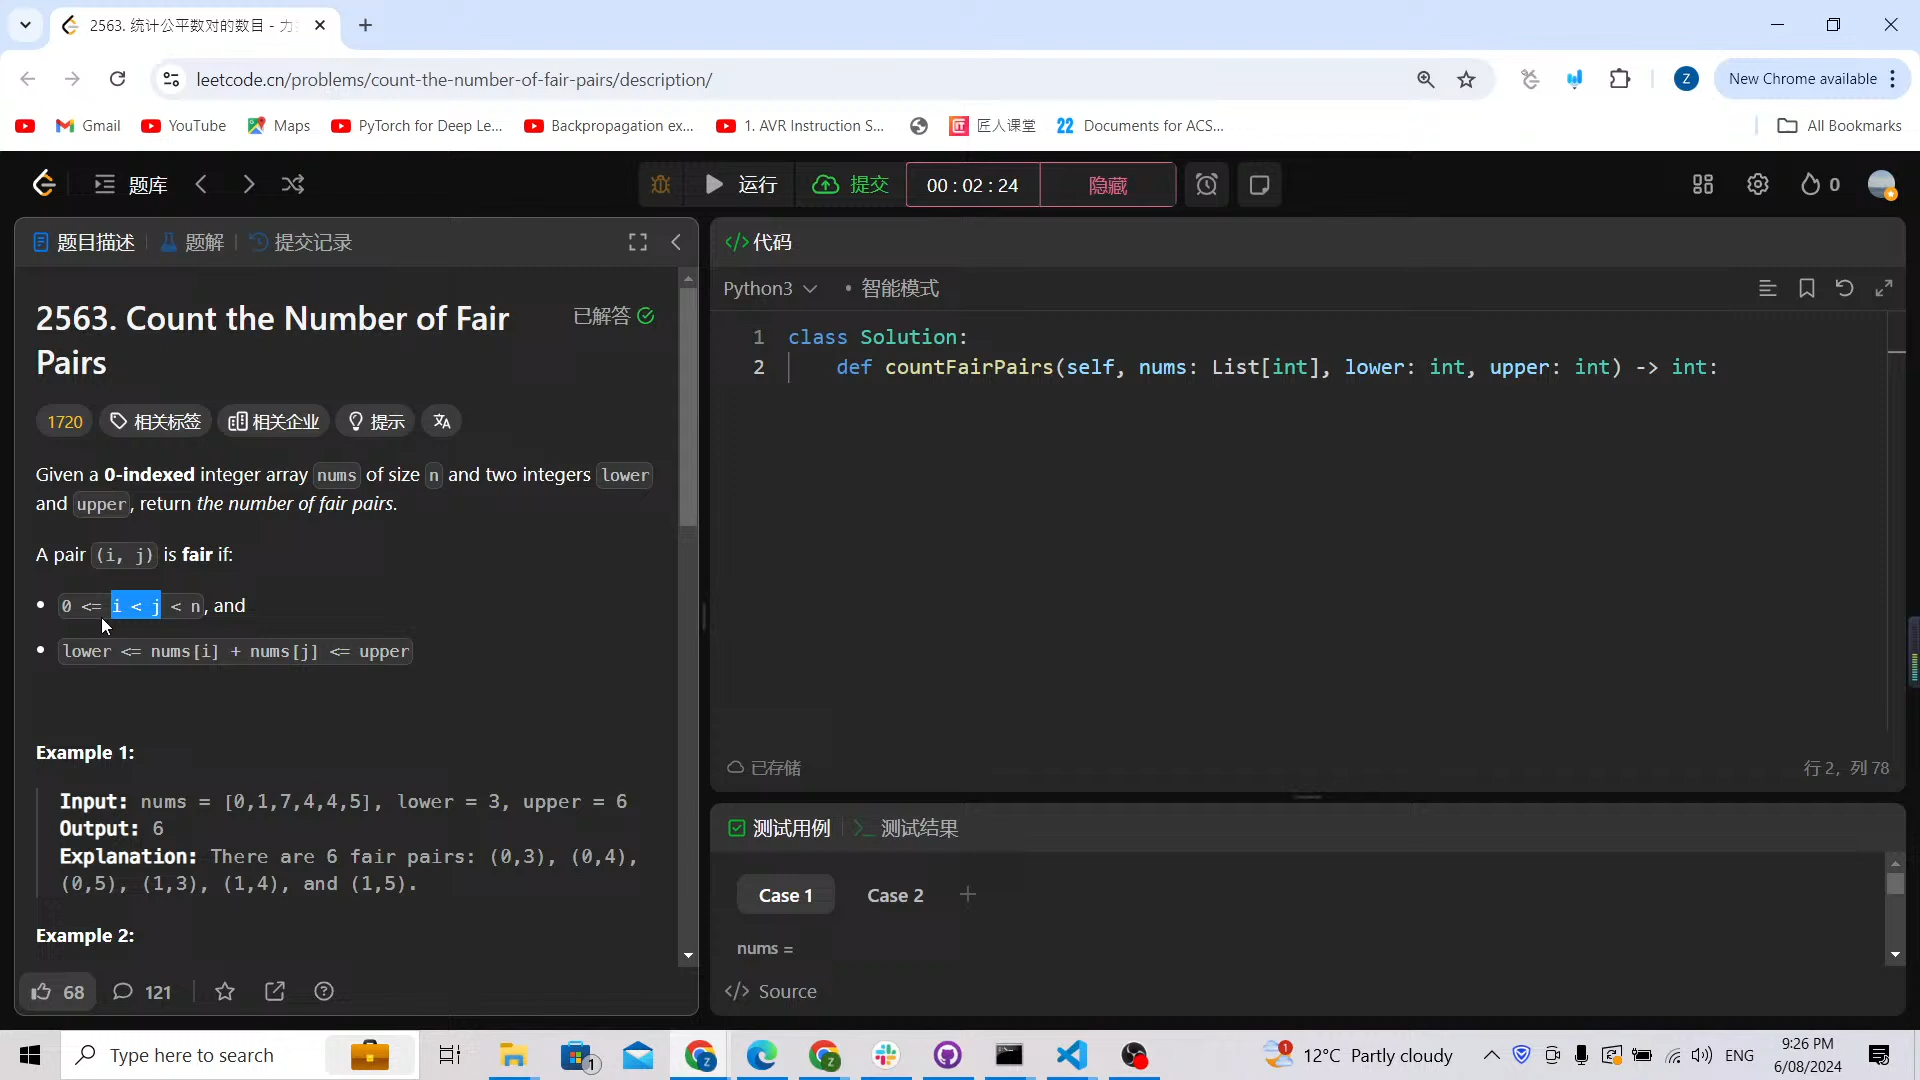 2563. 统计公平数对的数目 - 力
leetcode.cn/problems/count-the-number-of-fair-pairs/description/
Z
New Chrome available
Gmail
YouTube
Maps
PyTorch for Deep Le...
Backpropagation ex...
1. AVR Instruction S...
匠人课堂
22
Documents for ACS...
All Bookmarks
题库
运行
提交
00 : 02 : 24
隐藏
0
题目描述
题解
提交记录
代码
Python3
• 智能模式
2563. Count the Number of Fair
Pairs
已解答
1720
相关标签
相关企业
提示
Given a 0-indexed integer array nums of size n and two integers lower
and upper, return the number of fair pairs.
A pair (i, j) is fair if:
• 0 <= i < j < n, and
• lower <= nums[i] + nums[j] <= upper
Example 1:
Input: nums = [0,1,7,4,4,5], lower = 3, upper = 6
Output: 6
Explanation: There are 6 fair pairs: (0,3), (0,4),
(0,5), (1,3), (1,4), and (1,5).
Example 2:
68
121
1 class Solution:
2 def countFairPairs(self, nums: List[int], lower: int, upper: int) -> int:
已存储
行 2, 列 78
测试用例
测试结果
Case 1
Case 2
nums =
</> Source
Type here to search
1
1
12°C Partly cloudy
ENG
9:26 PM
6/08/2024